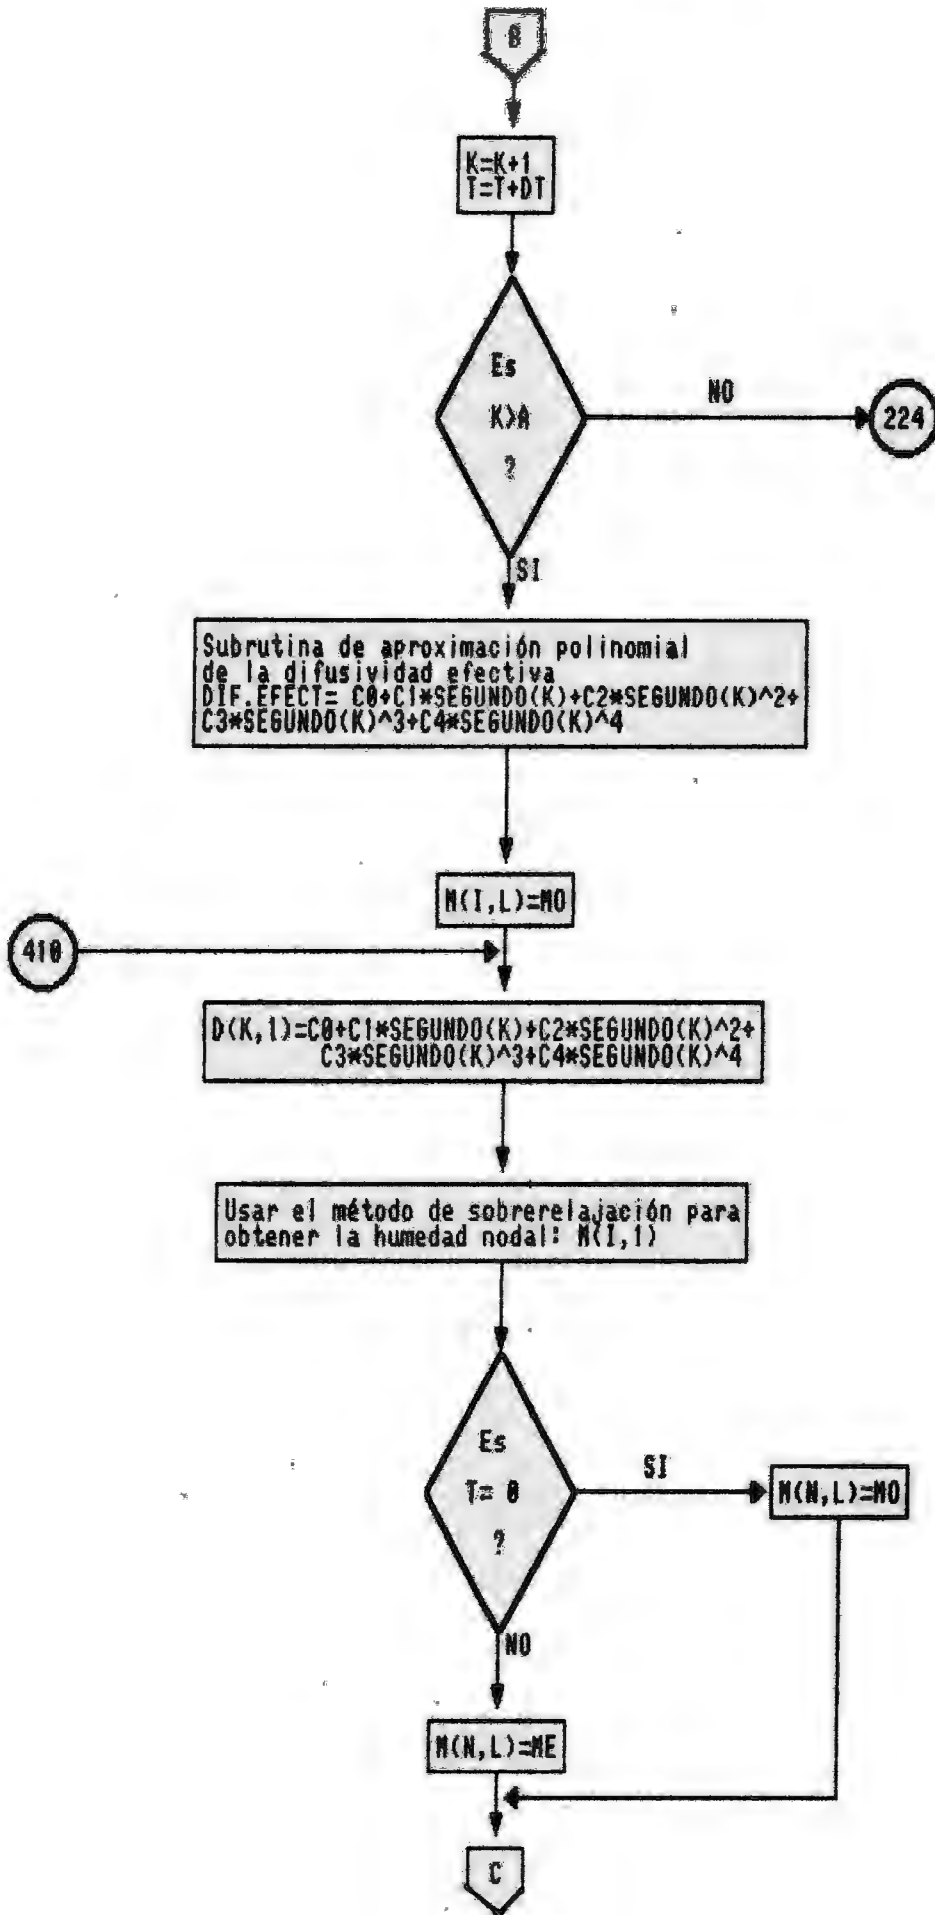 B
K=K+1
T=T+DT
Es
K>A
?
NO
224
SI
Subrutina de aproximación polinomial
de la difusividad efectiva
DIF.EFECT= C0+C1*SEGUNDO(K)+C2*SEGUNDO(K)^2+
C3*SEGUNDO(K)^3+C4*SEGUNDO(K)^4
M(I,L)=MO
410
D(K,1)=C0+C1*SEGUNDO(K)+C2*SEGUNDO(K)^2+
C3*SEGUNDO(K)^3+C4*SEGUNDO(K)^4
Usar el método de sobrerelajación para
obtener la humedad nodal: M(I,1)
Es
T= 0
?
SI
M(N,L)=MO
NO
M(N,L)=ME
C